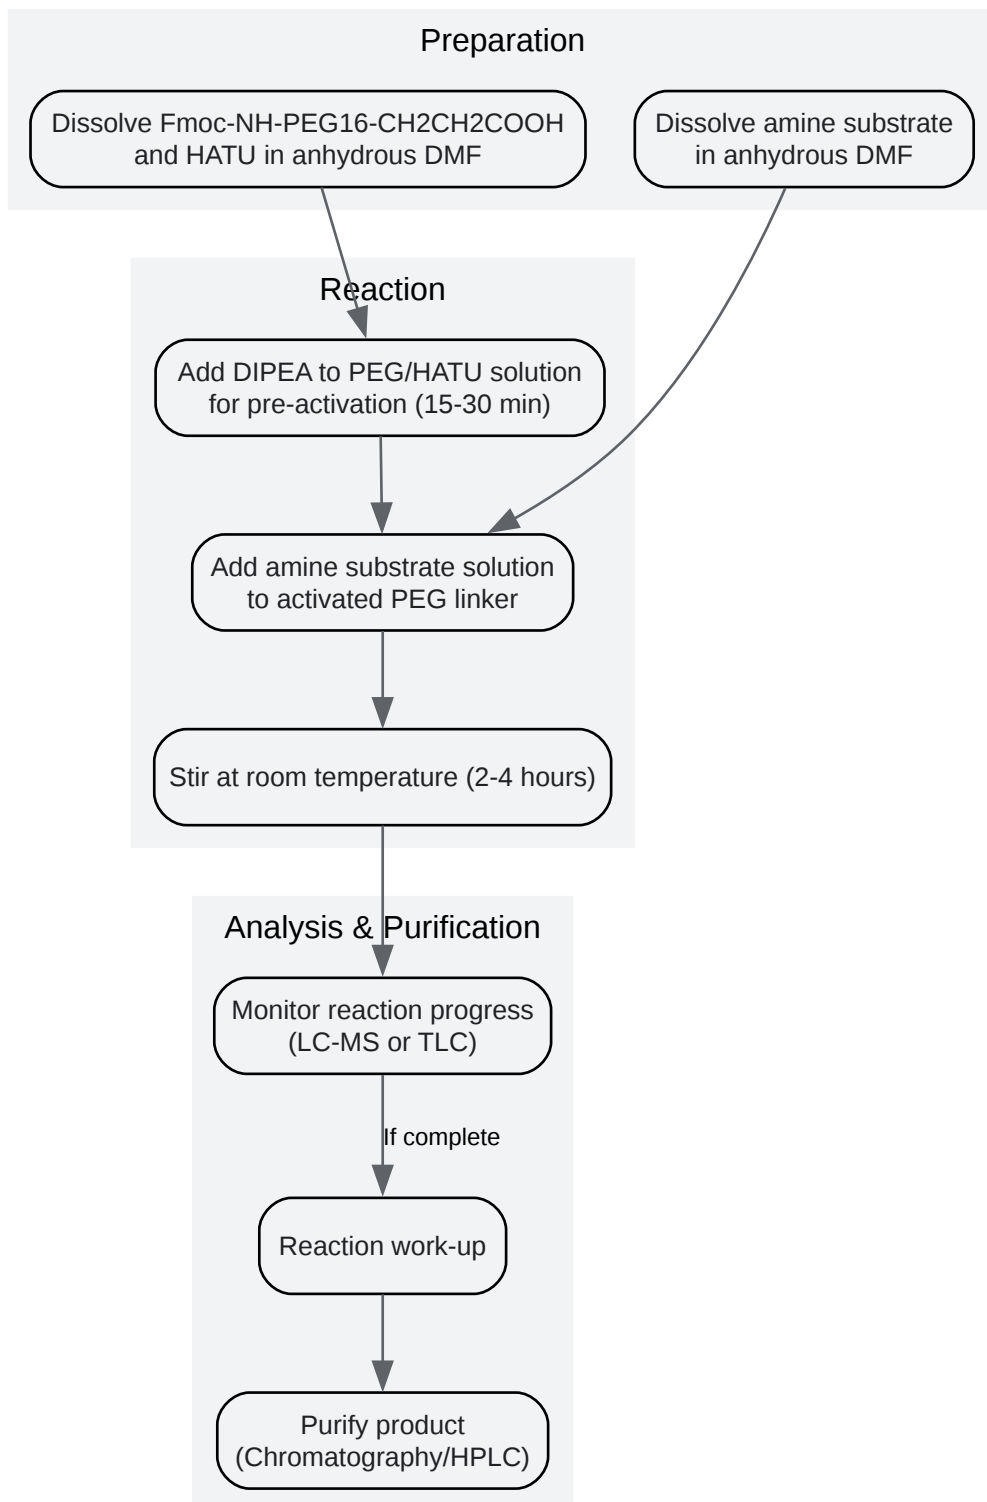 Preparation
Dissolve Fmoc-NH-PEG16-CH2CH2COOH
and HATU in anhydrous DMF
Dissolve amine substrate
in anhydrous DMF
Reaction
Add DIPEA to PEG/HATU solution
for pre-activation (15-30 min)
Add amine substrate solution
to activated PEG linker
Stir at room temperature (2-4 hours)
Analysis & Purification
Monitor reaction progress
(LC-MS or TLC)
If complete
Reaction work-up
Purify product
(Chromatography/HPLC)